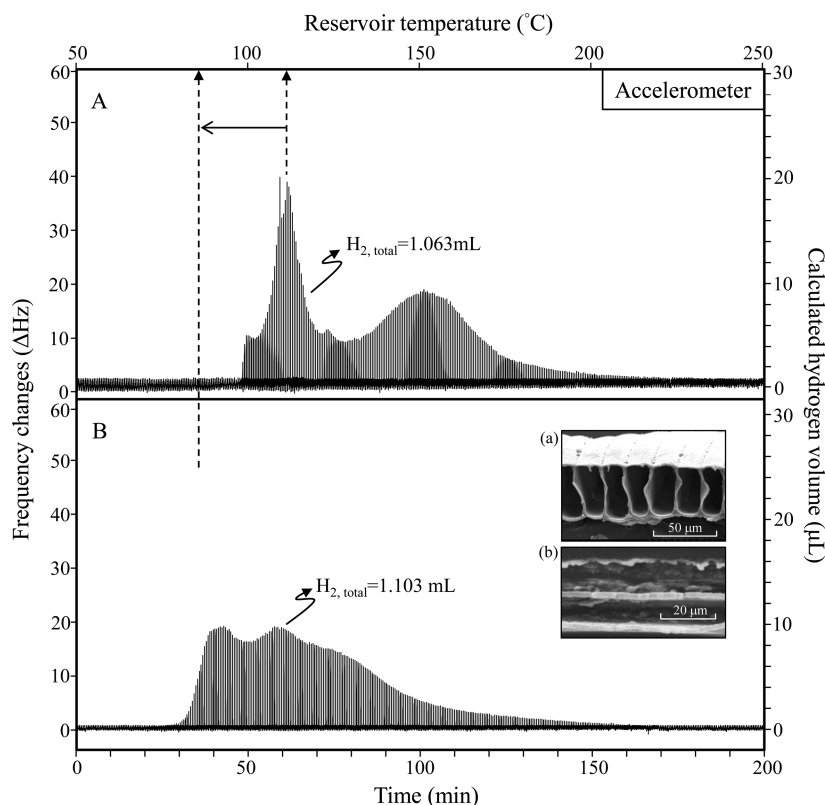 Reservoir temperature (°C)
50 100 150 200 250
60 30
A Accelerometer
50
20
40
H2, total=1.063mL
30
20 10
10
0 0
60 30
B
(a)
50
50 μm
40 20
(b)
30
H2, total=1.103 mL
20 μm
20 10
10
0 0
0 50 100 150 200
Time (min)
Frequency changes (ΔHz)
Calculated hydrogen volume (μL)